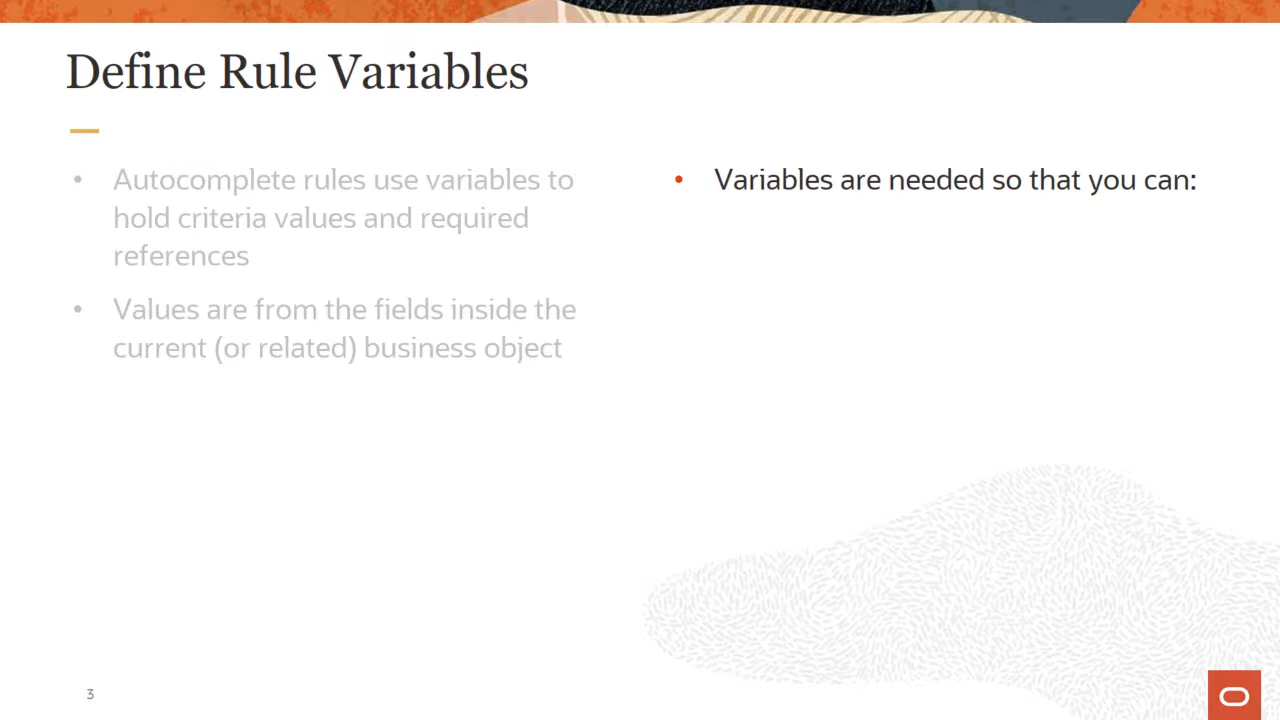 Define Rule Variables
• Autocomplete rules use variables to
hold criteria values and required
references
• Values are from the fields inside the
current (or related) business object
• Variables are needed so that you can:
3